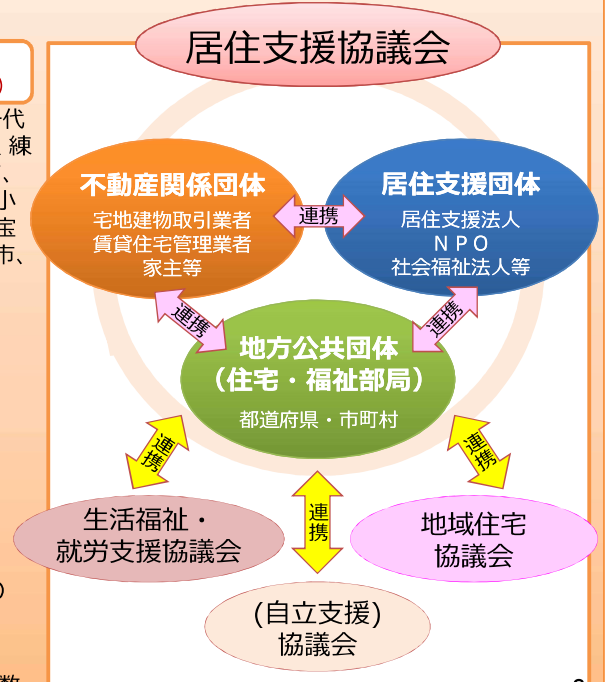 居住支援協議会
)
代
練
、
小
宝
市、
不動産関係団体
宅地建物取引業者
賃貸住宅管理業者
家主等
連携
居住支援団体
居住支援法人
NPO
社会福祉法人等
連携
連携
地方公共団体
（住宅・福祉部局）
都道府県・市町村
連携
連携
連携
生活福祉・
就労支援協議会
地域住宅
協議会
(自立支援)
協議会
)